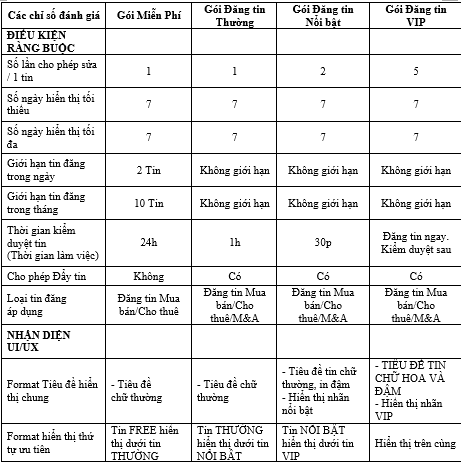 Các chỉ số đánh giá Gói Miễn Phí Gói Đăng tin Thường Gói Đăng tin Nổi bật Gói Đăng tin VIP
ĐIỀU KIỆN
RÀNG BUỘC
Số lần cho phép sửa
/ 1 tin 1 1 2 5
Số ngày hiển thị tối
thiểu 7 7 7 7
Số ngày hiển thị tối
đa 7 7 7 7
Giới hạn tin đăng
trong ngày 2 Tin Không giới hạn Không giới hạn Không giới hạn
Giới hạn tin đăng
trong tháng 10 Tin Không giới hạn Không giới hạn Không giới hạn
Thời gian kiểm
duyệt tin
(Thời gian làm việc) 24h 1h 30p Đăng tin ngay.
Kiểm duyệt sau
Cho phép Đẩy tin Không Có Có Có
Loại tin đăng
áp dụng
Đăng tin Mua
bán/Cho thuê
Đăng tin Mua
bán/Cho
thuê/M&A
Đăng tin Mua
bán/Cho
thuê/M&A
Đăng tin Mua
bán/Cho
thuê/M&A
NHẬN DIỆN
UI/UX
Format Tiêu đề hiển
thị chung
- Tiêu đề
chữ thường
- Tiêu đề chữ
thường
- Tiêu đề tin chữ
thường, in đậm
- Hiển thị nhãn
nổi bật
- TIÊU ĐỀ TIN
CHỮ HOA VÀ
ĐẬM
- Hiển thị nhãn
VIP
Format hiển thị thứ
tự ưu tiên
Tin FREE hiển
thị dưới tin
THƯỜNG
Tin THƯỜNG
hiển thị dưới tin
NỔI BẬT
Tin NỔI BẬT
hiển thị dưới tin
VIP
Hiển thị trên cùng